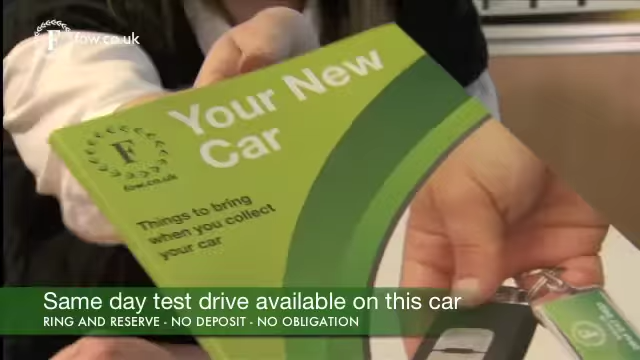 F
fow.co.uk
Your New
Car
F
fow.co.uk
Things to bring
when you collect
your car
Same day test drive available on this car
RING AND RESERVE - NO DEPOSIT - NO OBLIGATION